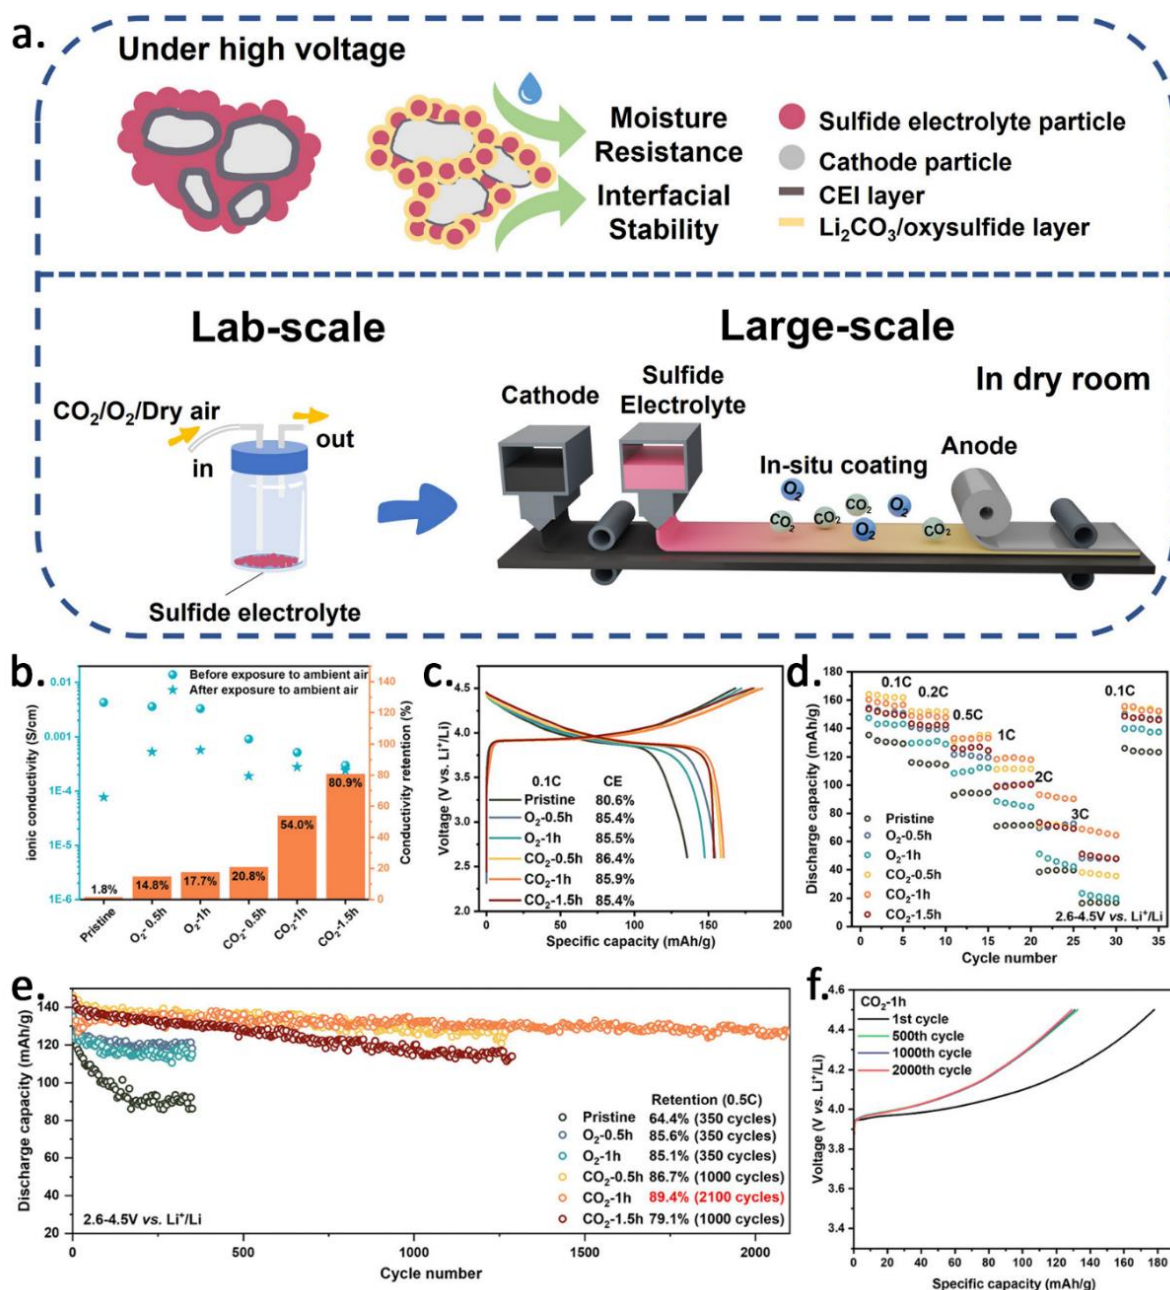 a.
Under high voltage
Moisture
Resistance
Interfacial
Stability
Sulfide electrolyte particle
Cathode particle
CEI layer
Li₂CO₃/oxysulfide layer
Lab-scale
CO₂/O₂/Dry air
in
out
Sulfide electrolyte
Large-scale
In dry room
Cathode
Sulfide
Electrolyte
In-situ coating
Anode
O₂
CO₂
CO₂
CO₂
O₂
O₂
CO₂
b.
Before exposure to ambient air
After exposure to ambient air
ionic conductivity (S/cm)
0.01
0.001
1E-4
1E-5
1E-6
Conductivity retention (%)
140
120
100
80
60
40
20
0
1.8%
14.8%
17.7%
20.8%
54.0%
80.9%
Pristine
O₂-0.5h
O₂-1h
CO₂-0.5h
CO₂-1h
CO₂-1.5h
c.
Voltage (V vs. Li⁺/Li)
4.5
4.0
3.5
3.0
2.5
2.0
0.1C CE
Pristine 80.6%
O₂-0.5h 85.4%
O₂-1h 85.5%
CO₂-0.5h 86.4%
CO₂-1h 85.9%
CO₂-1.5h 85.4%
0 50 100 150 200
Specific capacity (mAh/g)
d.
Discharge capacity (mAh/g)
180
160
140
120
100
80
60
40
20
0
0.1C
0.2C
0.5C
1C
2C
3C
0.1C
Pristine
O₂-0.5h
O₂-1h
CO₂-0.5h
CO₂-1h
CO₂-1.5h
2.6-4.5V vs. Li⁺/Li
0 5 10 15 20 25 30 35
Cycle number
e.
Discharge capacity (mAh/g)
140
120
100
80
60
40
20
Retention (0.5C)
Pristine 64.4% (350 cycles)
O₂-0.5h 85.6% (350 cycles)
O₂-1h 85.1% (350 cycles)
CO₂-0.5h 86.7% (1000 cycles)
CO₂-1h 89.4% (2100 cycles)
CO₂-1.5h 79.1% (1000 cycles)
2.6-4.5V vs. Li⁺/Li
0 500 1000 1500 2000
Cycle number
f.
Voltage (V vs. Li⁺/Li)
4.6
4.4
4.2
4.0
3.8
3.6
3.4
CO₂-1h
1st cycle
500th cycle
1000th cycle
2000th cycle
0 20 40 60 80 100 120 140 160 180
Specific capacity (mAh/g)